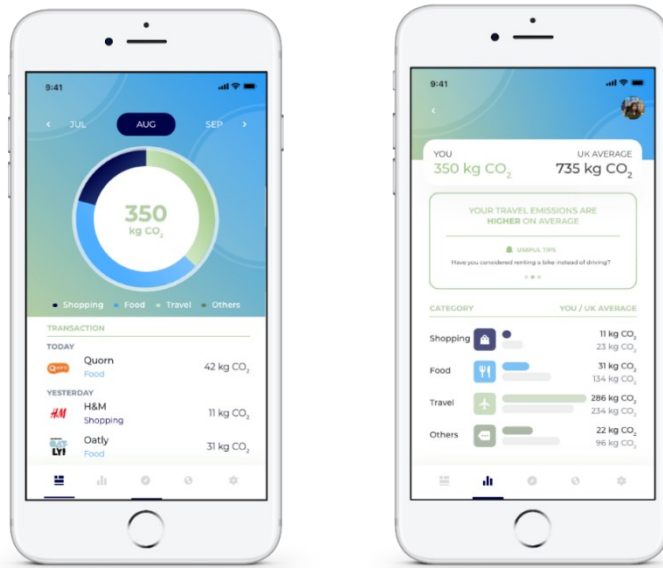 9:41
JUL AUG SEP
350
kg CO₂
Shopping Food Travel Others
TRANSACTION
TODAY
Quorn
Quorn
Food
42 kg CO₂
YESTERDAY
H&M
H&M
Shopping
11 kg CO₂
OAT-
LY!
Oatly
Food
31 kg CO₂
9:41
YOU
350 kg CO₂
UK AVERAGE
735 kg CO₂
YOUR TRAVEL EMISSIONS ARE
HIGHER ON AVERAGE
USEFUL TIPS
Have you considered renting a bike instead of driving?
CATEGORY YOU / UK AVERAGE
Shopping
11 kg CO₂
23 kg CO₂
Food
31 kg CO₂
134 kg CO₂
Travel
286 kg CO₂
234 kg CO₂
Others
22 kg CO₂
96 kg CO₂